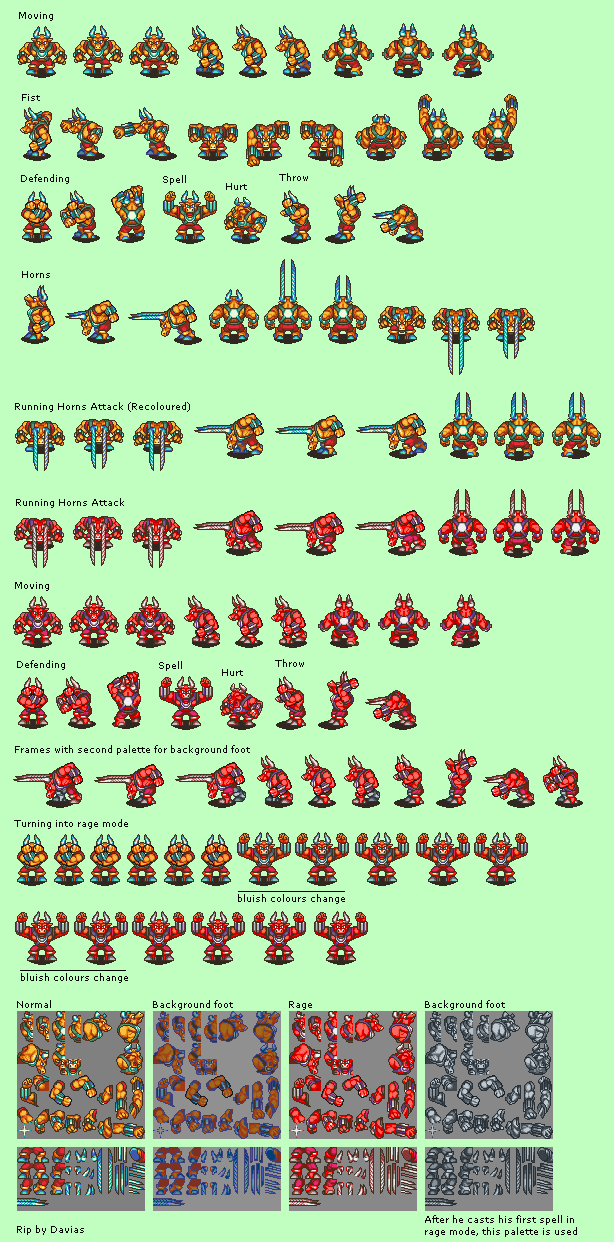 Moving
Fist
Defending
Spell
Hurt
Throw
Horns
Running Horns Attack (Recoloured)
Running Horns Attack
Moving
Defending
Spell
Hurt
Throw
Frames with second palette for background foot
Turning into rage mode
bluish colours change
bluish colours change
Normal
Background foot
Rage
Background foot
Rip by Davias
After he casts his first spell in
rage mode, this palette is used